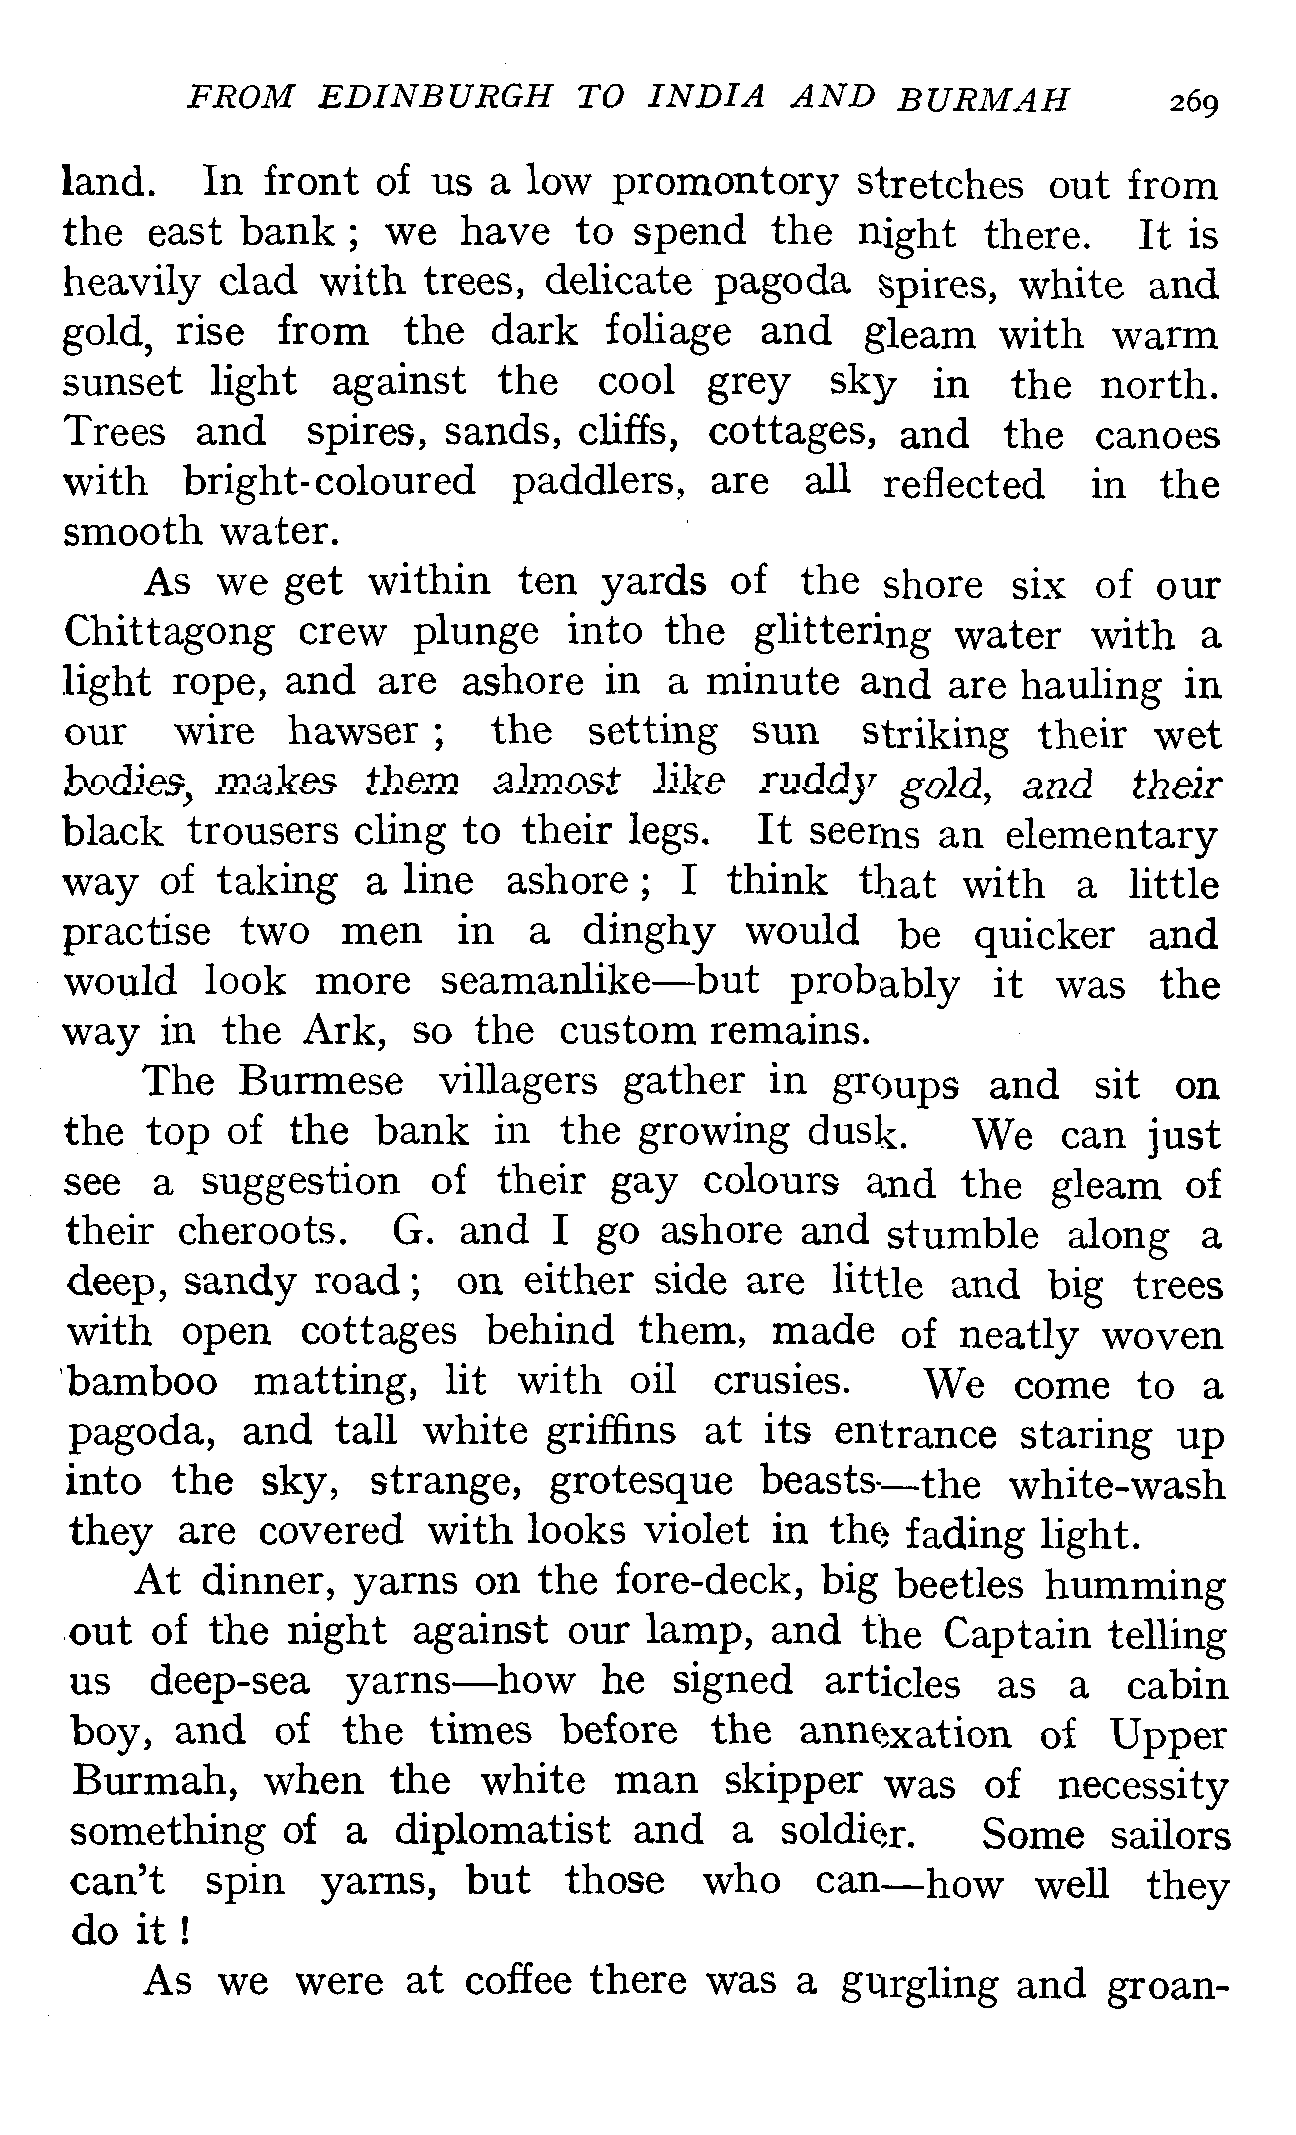 FROM EDINBURGH TO INDIA AND BURMAH 269
land. In front of us a low promontory stretches out from
the east bank ; we have to spend the night there. It is
heavily clad with trees, delicate pagoda spires, white and
gold, rise from the dark foliage and gleam with warm
sunset light against the cool grey sky in the north.
Trees and spires, sands, cliffs, cottages, and the canoes
with bright-coloured paddlers, are all reflected in the
smooth water.
As we get within ten yards of the shore six of our
Chittagong crew plunge into the glittering water with a
light rope, and are ashore in a minute and are hauling in
our wire hawser ; the setting sun striking their wet
bodies, makes them almost like ruddy gold, and their
black trousers cling to their legs. It seems an elementary
way of taking a line ashore ; I think that with a little
practise two men in a dinghy would be quicker and
would look more seamanlike—but probably it was the
way in the Ark, so the custom remains.
The Burmese villagers gather in groups and sit on
the top of the bank in the growing dusk. We can just
see a suggestion of their gay colours and the gleam of
their cheroots. G. and I go ashore and stumble along a
deep, sandy road ; on either side are little and big trees
with open cottages behind them, made of neatly woven
bamboo matting, lit with oil crusies. We come to a
pagoda, and tall white griffins at its entrance staring up
into the sky, strange, grotesque beasts—the white-wash
they are covered with looks violet in the fading light.
At dinner, yarns on the fore-deck, big beetles humming
out of the night against our lamp, and the Captain telling
us deep-sea yarns—how he signed articles as a cabin
boy, and of the times before the annexation of Upper
Burmah, when the white man skipper was of necessity
something of a diplomatist and a soldier. Some sailors
can't spin yarns, but those who can—how well they
do it !
As we were at coffee there was a gurgling and groan-